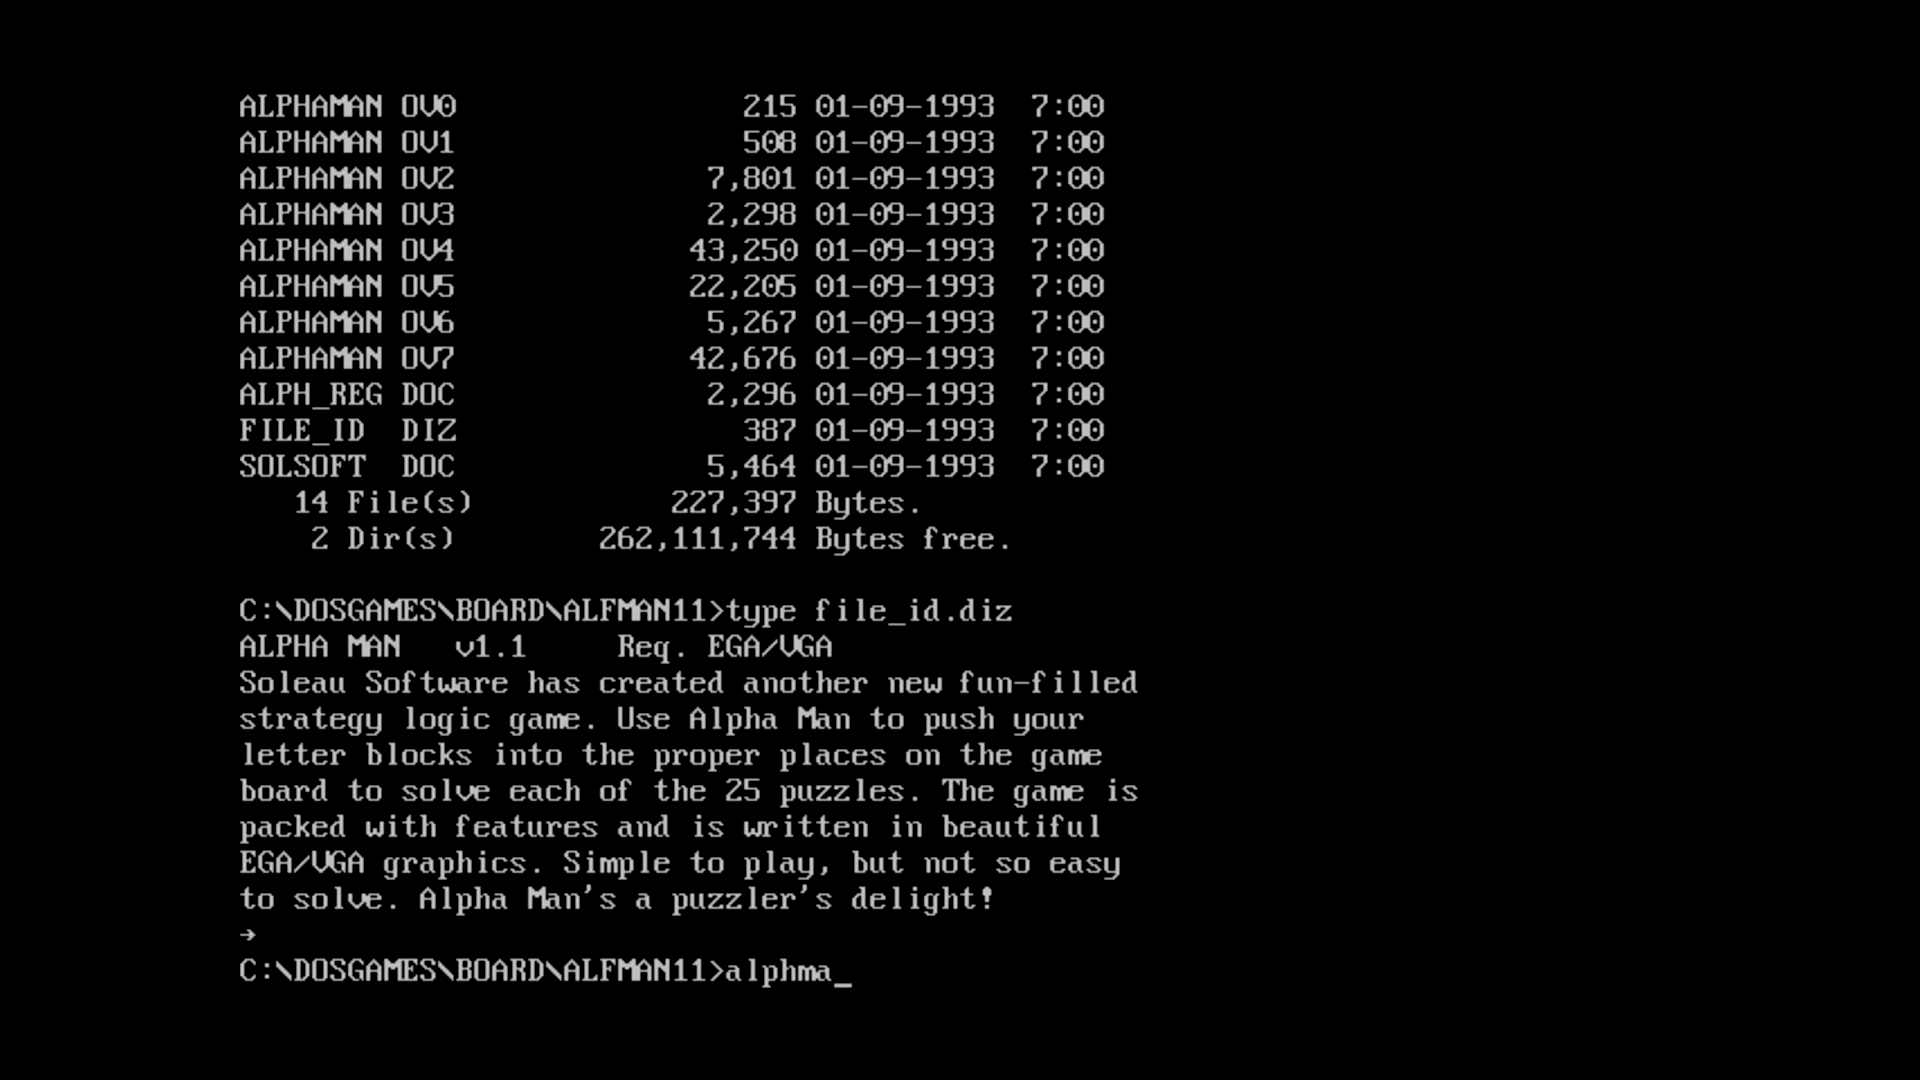 ALPHAMAN OV0                215 01-09-1993  7:00
ALPHAMAN OV1                508 01-09-1993  7:00
ALPHAMAN OV2              7,801 01-09-1993  7:00
ALPHAMAN OV3              2,298 01-09-1993  7:00
ALPHAMAN OV4             43,250 01-09-1993  7:00
ALPHAMAN OV5             22,205 01-09-1993  7:00
ALPHAMAN OV6              5,267 01-09-1993  7:00
ALPHAMAN OV7             42,676 01-09-1993  7:00
ALPH_REG DOC              2,296 01-09-1993  7:00
FILE_ID  DIZ                387 01-09-1993  7:00
SOLSOFT  DOC              5,464 01-09-1993  7:00
   14 File(s)           227,397 Bytes.
    2 Dir(s)        262,111,744 Bytes free.

C:\DOSGAMES\BOARD\ALFMAN11>type file_id.diz
ALPHA MAN   v1.1     Req. EGA/VGA
Soleau Software has created another new fun-filled
strategy logic game. Use Alpha Man to push your
letter blocks into the proper places on the game
board to solve each of the 25 puzzles. The game is
packed with features and is written in beautiful
EGA/VGA graphics. Simple to play, but not so easy
to solve. Alpha Man's a puzzler's delight!
→
C:\DOSGAMES\BOARD\ALFMAN11>alphma_